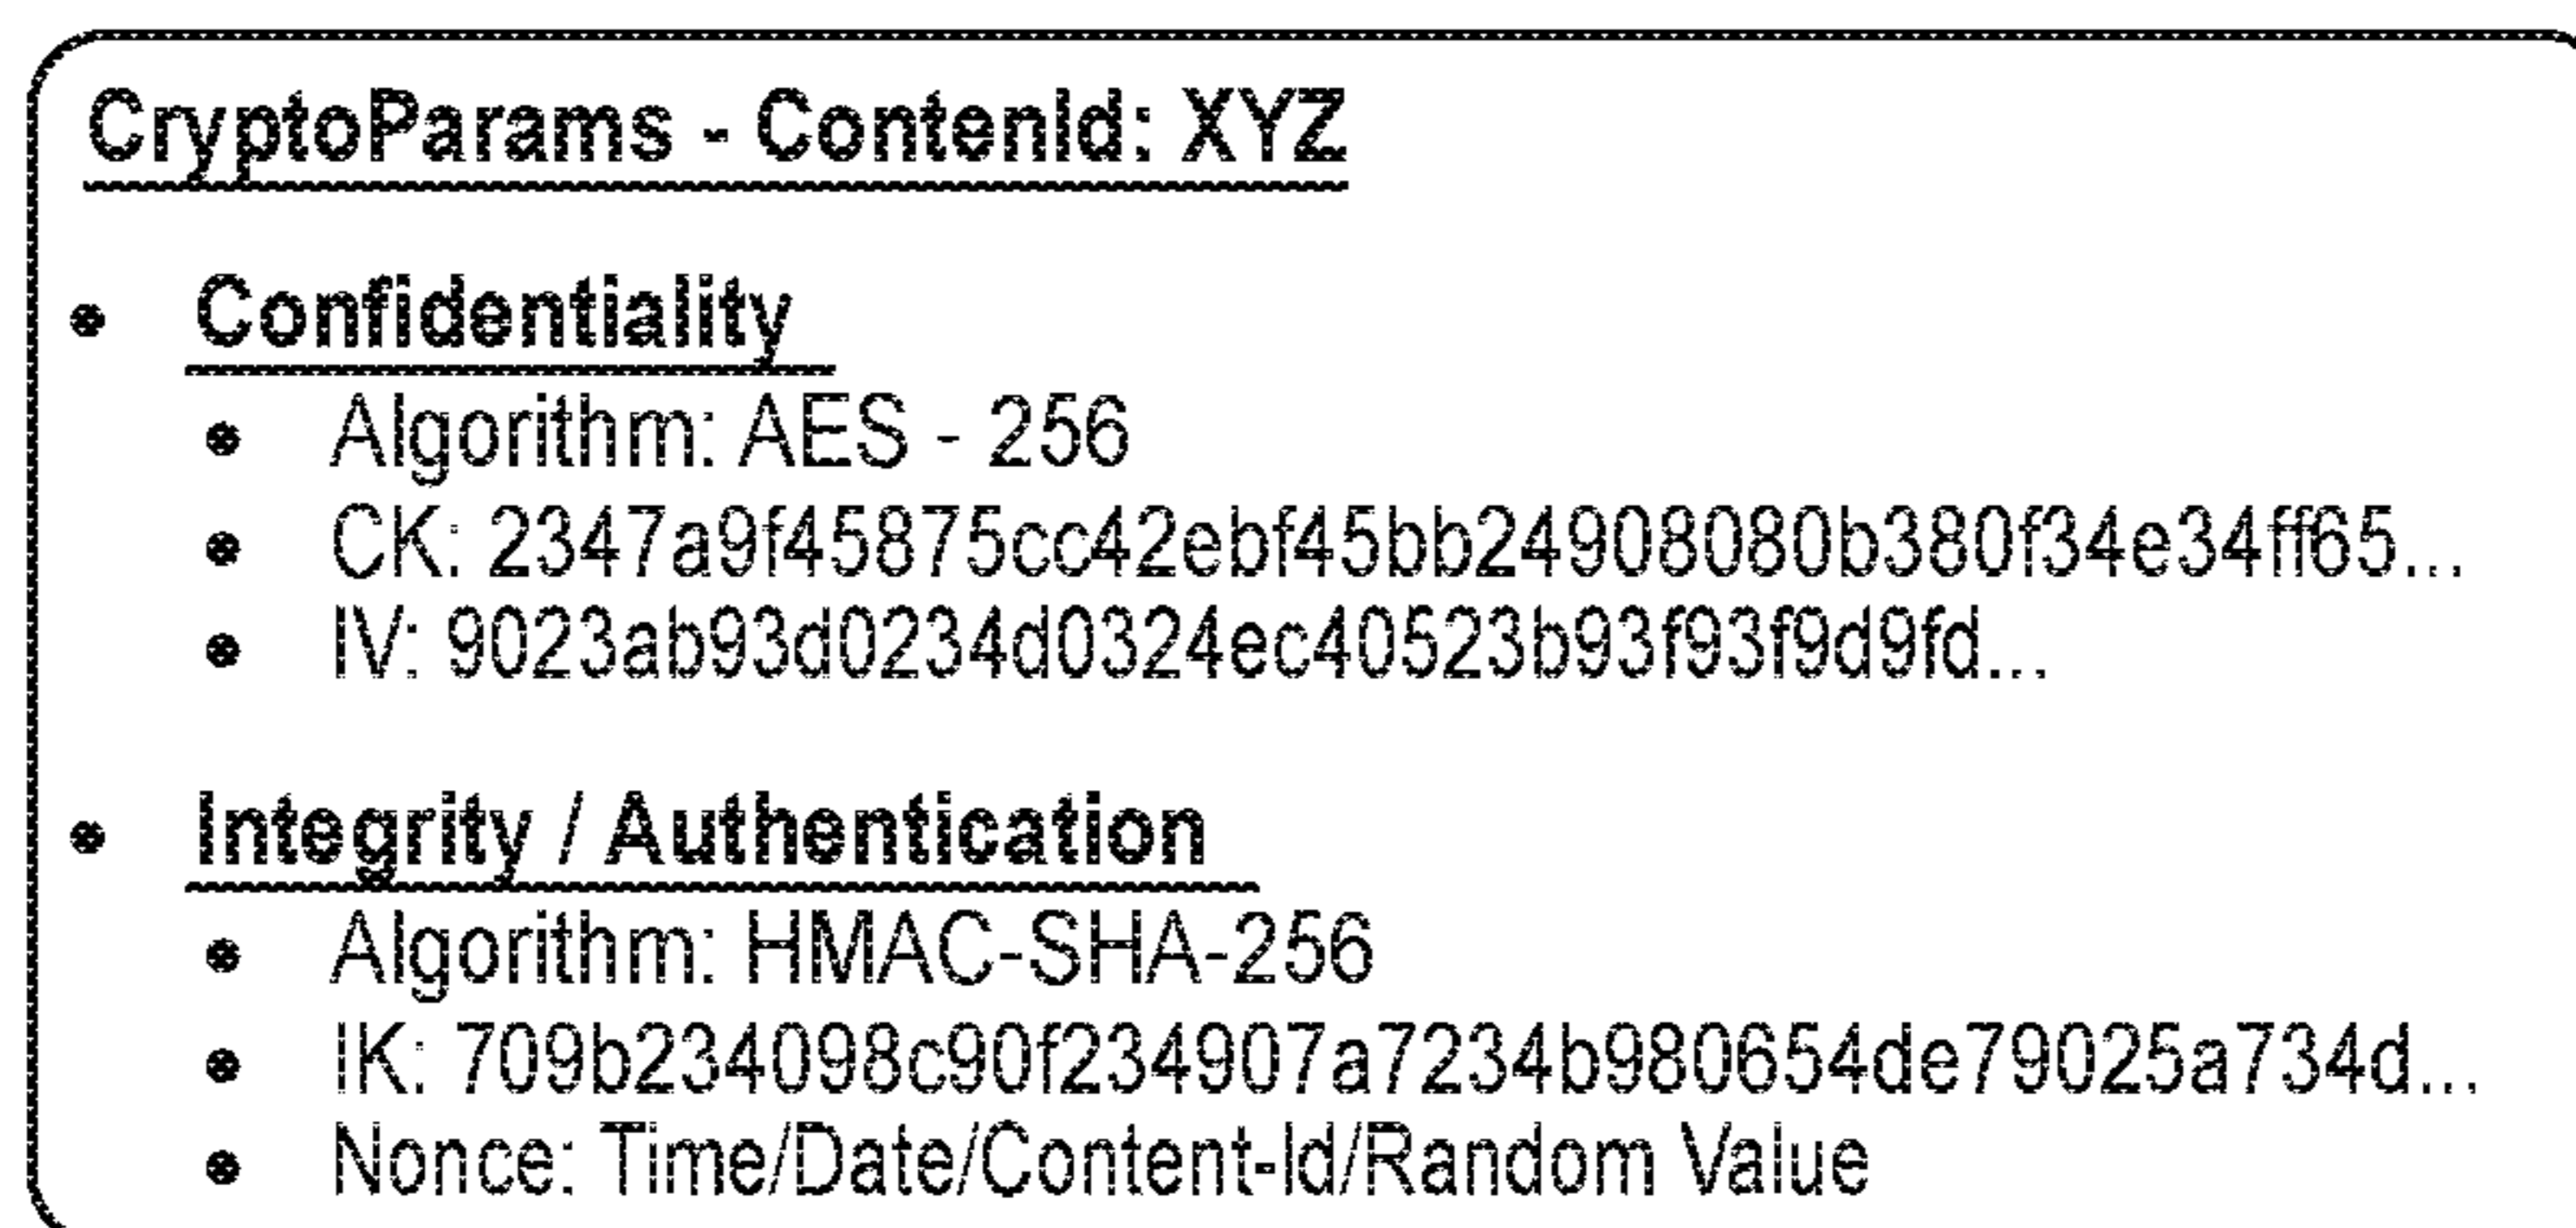 CryptoParams - ContenId: XYZ
• Confidentiality
• Algorithm: AES - 256
• CK: 2347a9f45875cc42ebf45bb24908080b380f34e34ff65...
• IV: 9023ab93d0234d0324ec40523b93f93f9d9fd...
• Integrity / Authentication
• Algorithm: HMAC-SHA-256
• IK: 709b234098c90f234907a7234b980654de79025a734d...
• Nonce: Time/Date/Content-Id/Random Value